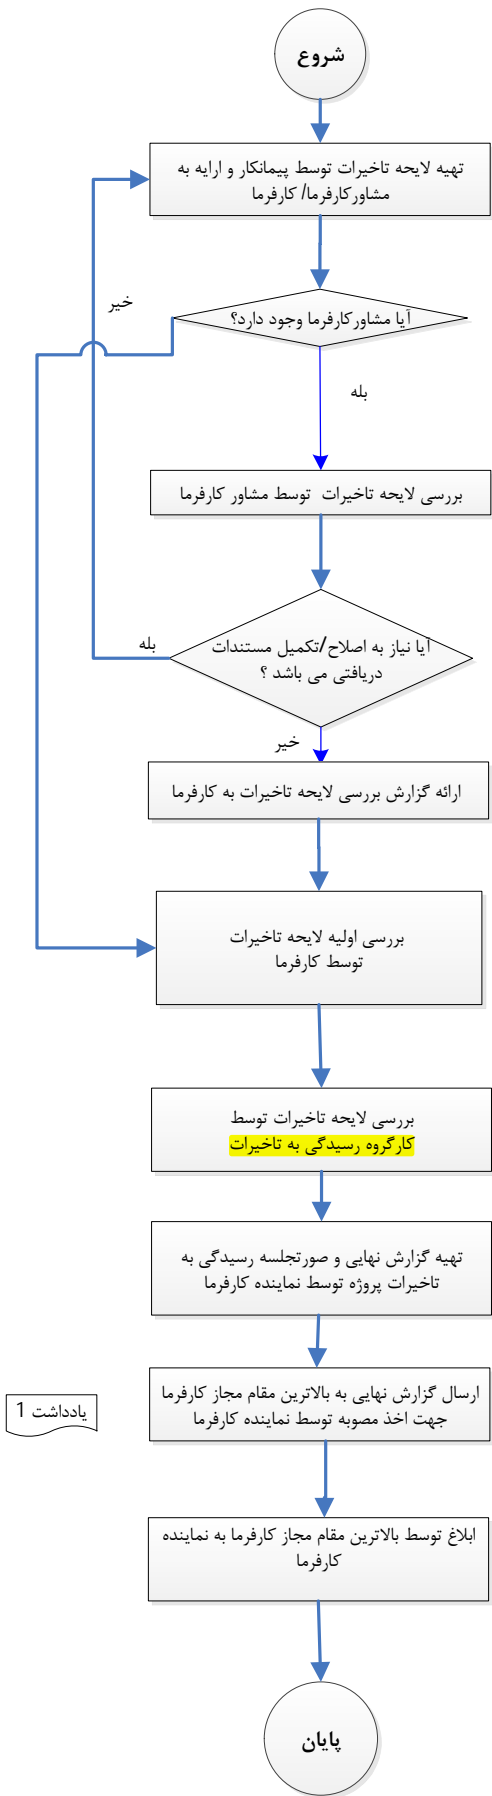 شروع
تهیه لایحه تاخیرات توسط پیمانکار و ارایه به
مشاورکارفرما/ کارفرما
خیر
آیا مشاورکارفرما وجود دارد؟
بله
بررسی لایحه تاخیرات توسط مشاور کارفرما
آیا نیاز به اصلاح/تکمیل مستندات
دریافتی می باشد ؟
بله
خیر
ارائه گزارش بررسی لایحه تاخیرات به کارفرما
بررسی اولیه لایحه تاخیرات
توسط کارفرما
بررسی لایحه تاخیرات توسط
کارگروه رسیدگی به تاخیرات
تهیه گزارش نهایی و صورتجلسه رسیدگی به
تاخیرات پروژه توسط نماینده کارفرما
ارسال گزارش نهایی به بالاترین مقام مجاز کارفرما
جهت اخذ مصوبه توسط نماینده کارفرما
یادداشت 1
ابلاغ توسط بالاترین مقام مجاز کارفرما به نماینده
کارفرما
پایان